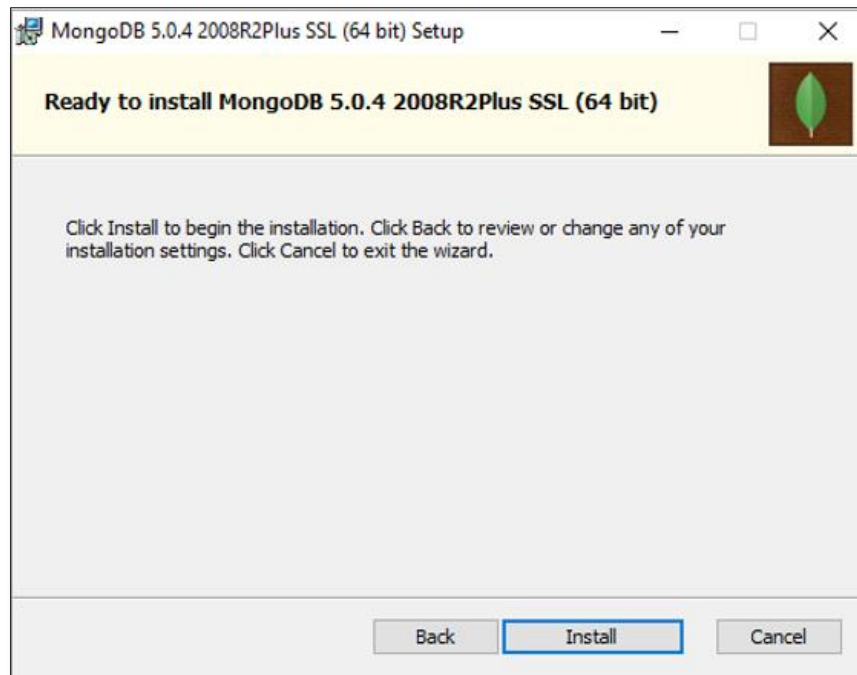 MongoDB 5.0.4 2008R2Plus SSL (64 bit) Setup
Ready to install MongoDB 5.0.4 2008R2Plus SSL (64 bit)
Click Install to begin the installation. Click Back to review or change any of your
installation settings. Click Cancel to exit the wizard.
Back Install Cancel